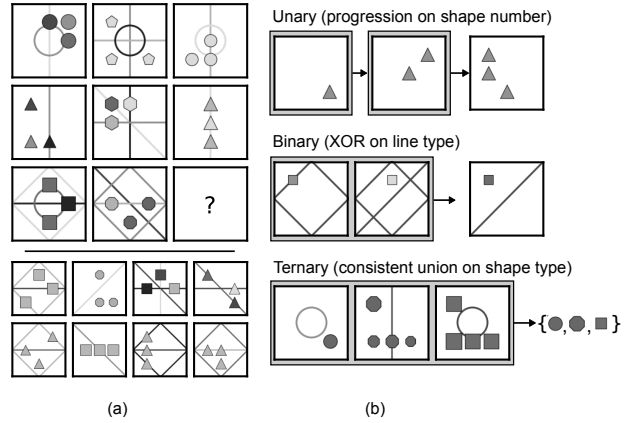 Unary (progression on shape number)
Binary (XOR on line type)
?
Ternary (consistent union on shape type)
{ , , }
(a)
(b)